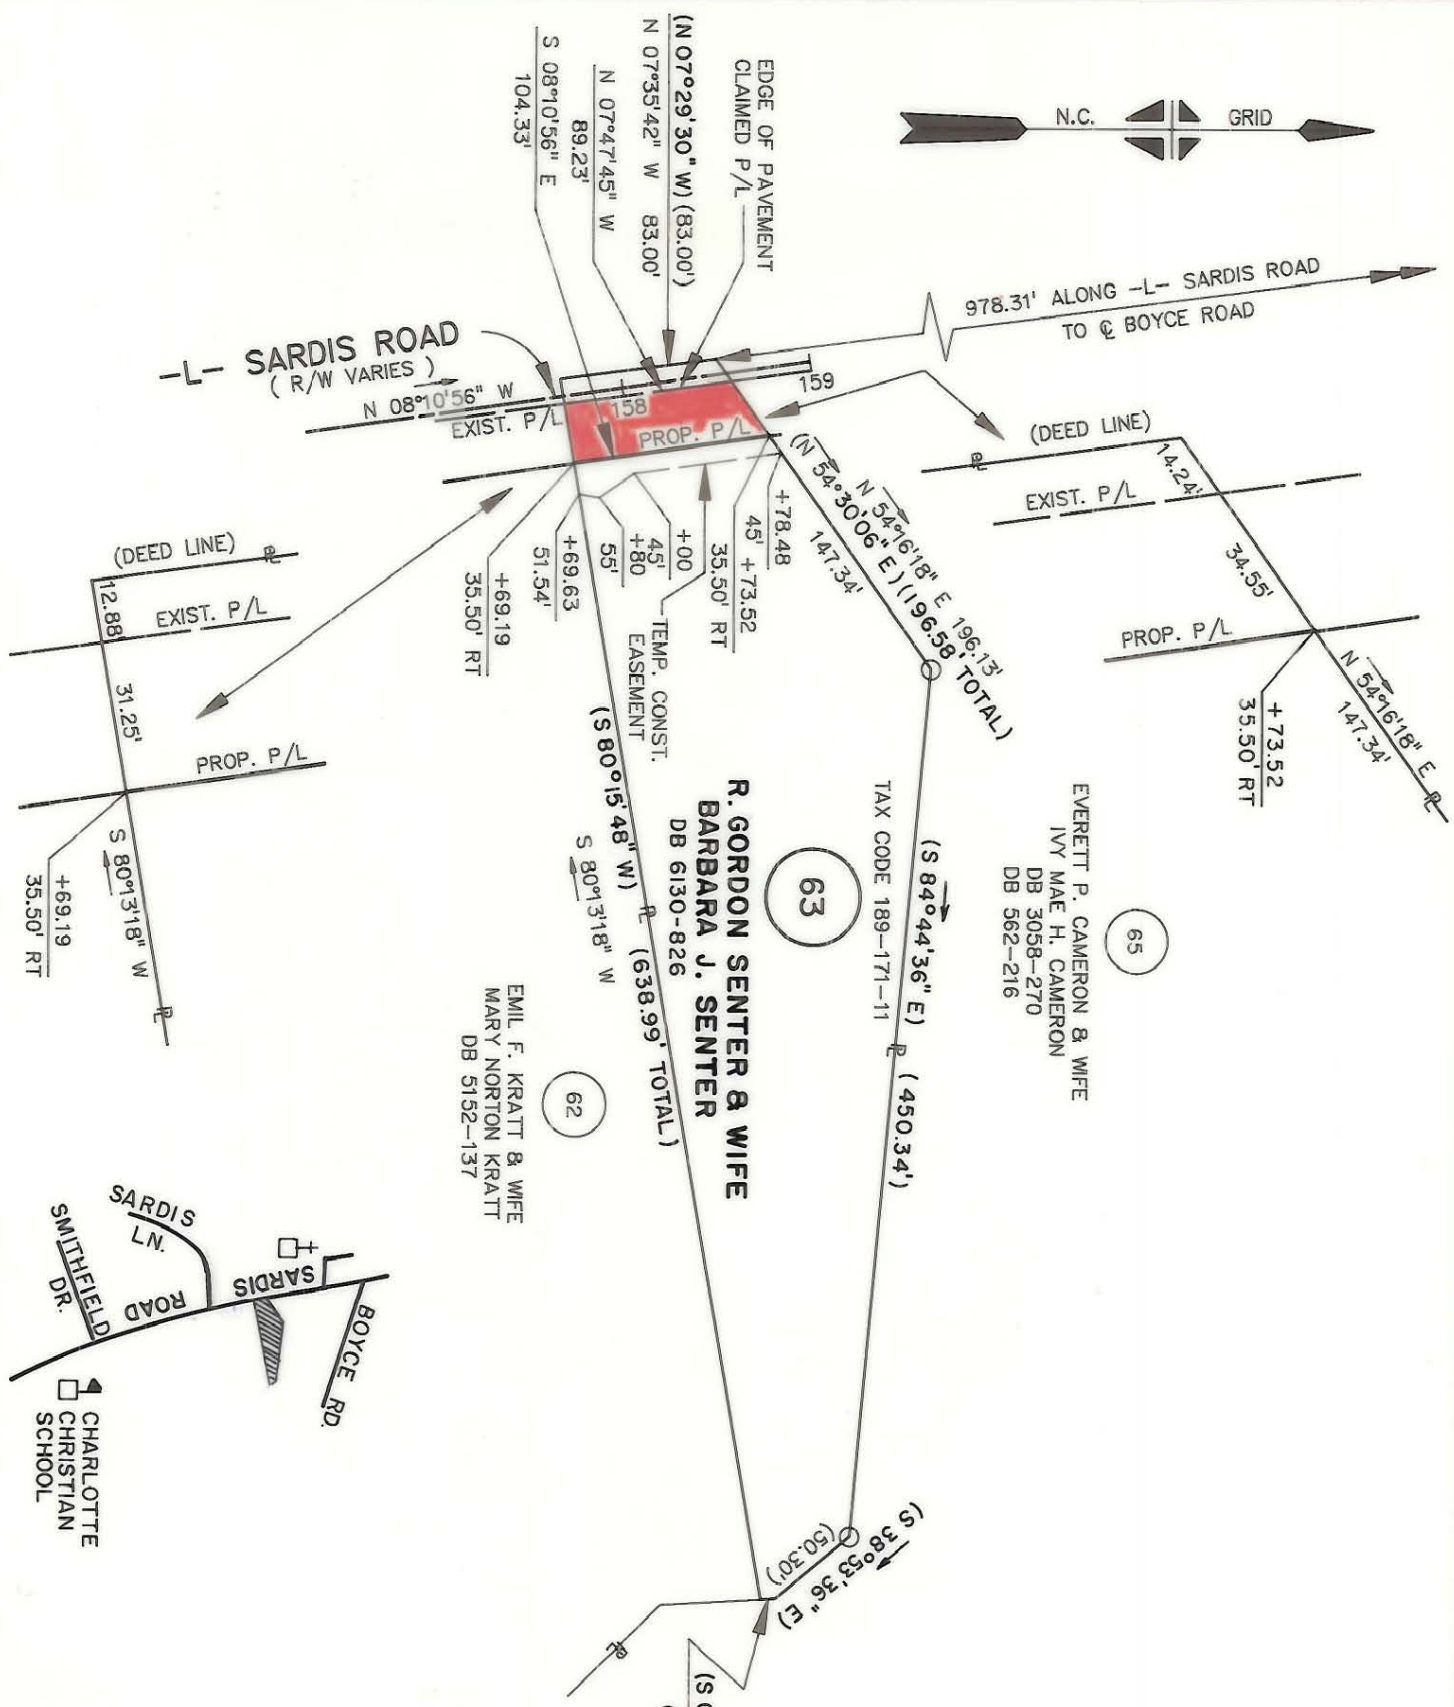 N.C.
GRID
EDGE OF PAVEMENT
CLAIMED P/L
(N 07°29'30" W) (83.00')
N 07°35'42" W 83.00'
N 07°47'45" W
89.23'
S 08°10'56" E
104.33'
978.31' ALONG -L- SARDIS ROAD
TO ℄ BOYCE ROAD
-L- SARDIS ROAD
( R/W VARIES )
N 08°10'56" W
EXIST. P/L
158
159
PROP. P/L
(DEED LINE)
EXIST. P/L
14.24'
34.55'
PROP. P/L
N 54°16'18" E
147.34'
+73.52
35.50' RT
N 54°16'18" E 196.13'
(N 54°30'06" E) (196.58' TOTAL)
147.34'
+78.48
45'
+73.52
35.50' RT
+00
45'
+80
55'
+69.63
51.54'
+69.19
35.50' RT
TEMP. CONST.
EASEMENT
(DEED LINE)
12.88'
EXIST. P/L
31.25'
PROP. P/L
S 80°13'18" W
+69.19
35.50' RT
(S 80°15'48" W) (638.99' TOTAL)
S 80°13'18" W
R. GORDON SENTER & WIFE
BARBARA J. SENTER
DB 6130-826
63
TAX CODE 189-171-11
(S 84°44'36" E) (450.34')
EVERETT P. CAMERON & WIFE
IVY MAE H. CAMERON
DB 3058-270
DB 562-216
65
EMIL F. KRATT & WIFE
MARY NORTON KRATT
DB 5152-137
62
(S 38°53'36" E)
(50.30')
(S
SARDIS
LN.
SMITHFIELD
DR.
SARDIS
ROAD
BOYCE RD.
CHARLOTTE
CHRISTIAN
SCHOOL